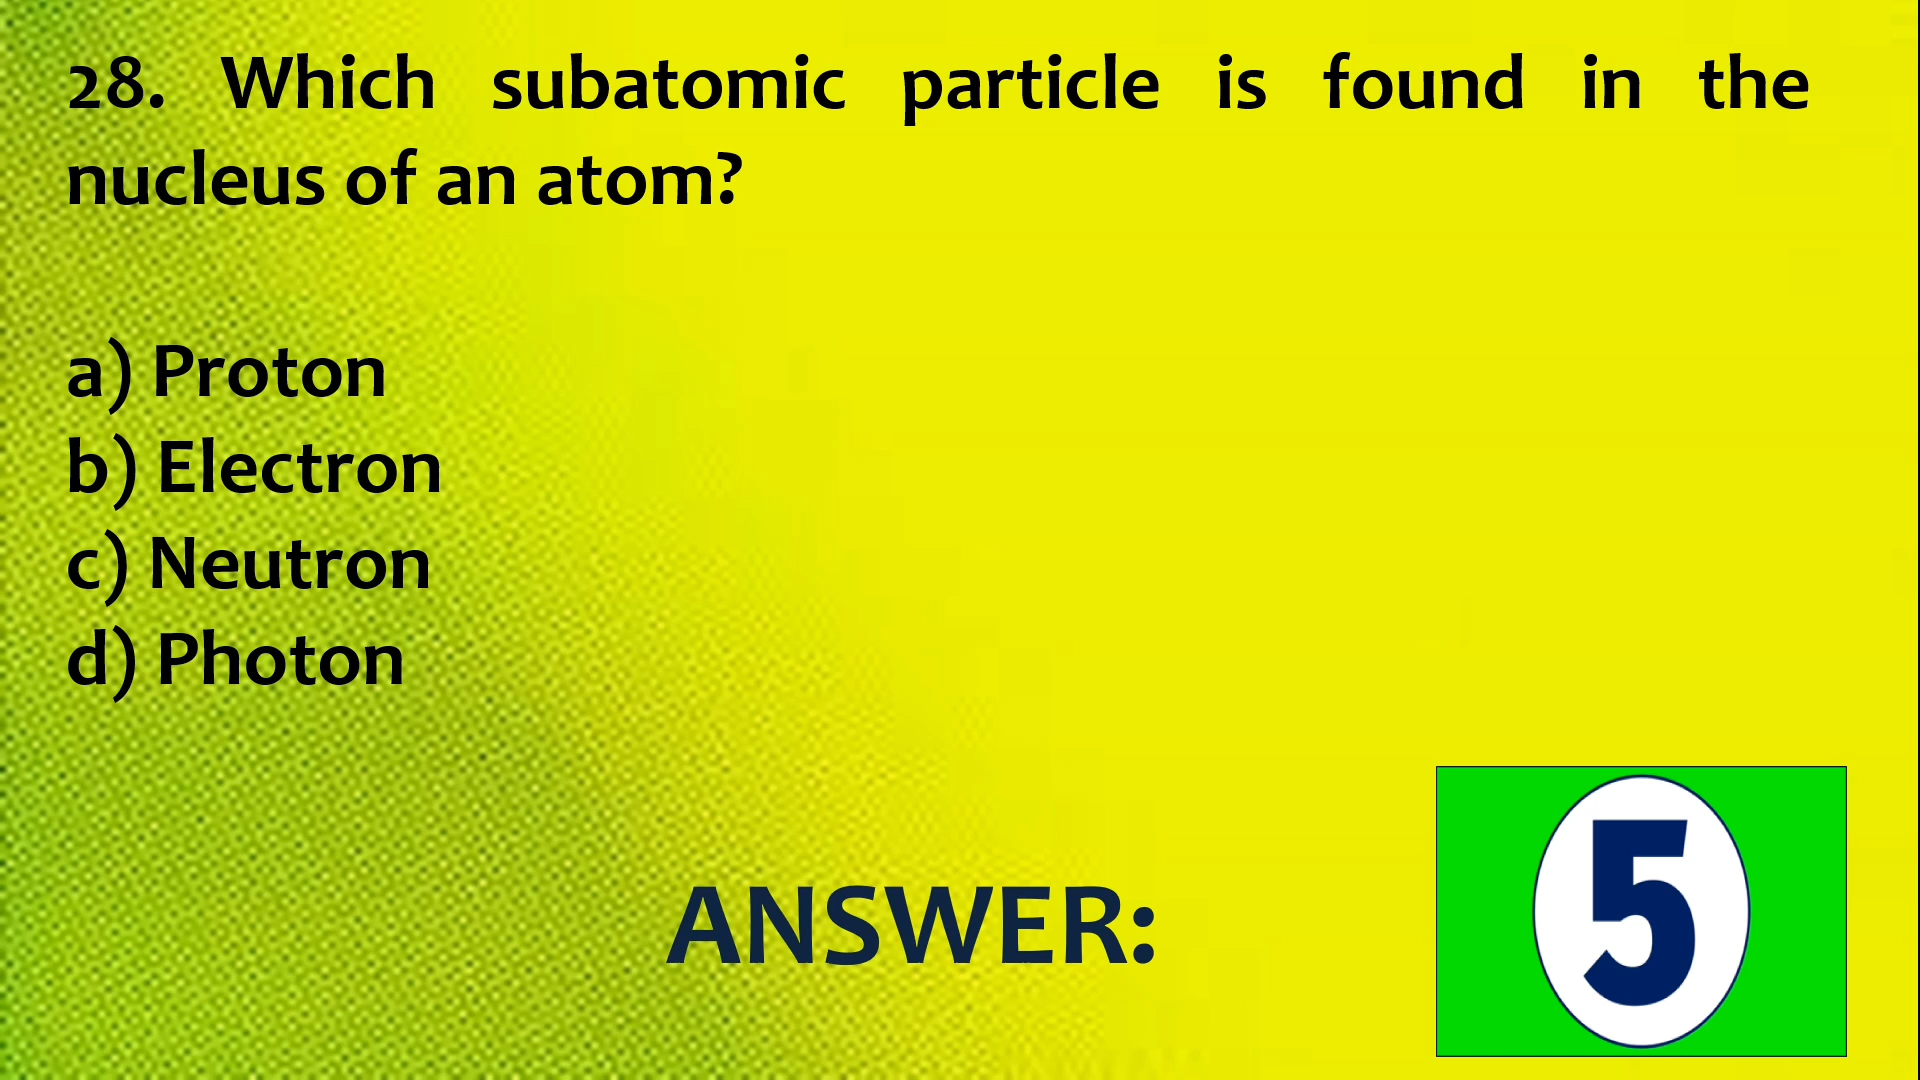 28. Which subatomic particle is found in the
nucleus of an atom?
a) Proton
b) Electron
c) Neutron
d) Photon
ANSWER:
5